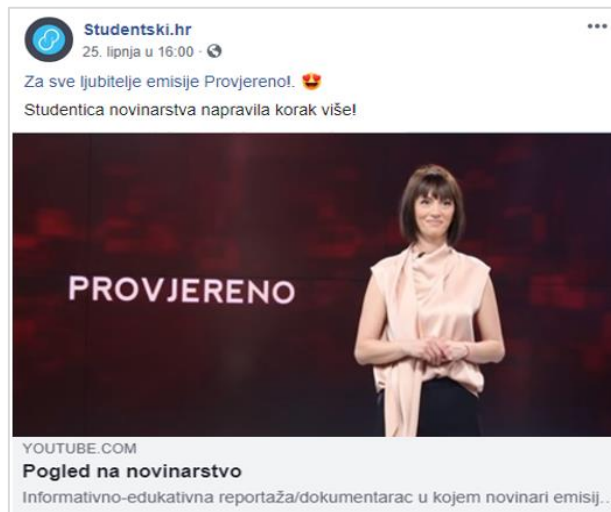 Studentski.hr
25. lipnja u 16:00 ·
Za sve ljubitelje emisije Provjereno!. 😍
Studentica novinarstva napravila korak više!
PROVJERENO
YOUTUBE.COM
Pogled na novinarstvo
Informativno-edukativna reportaža/dokumentarac u kojem novinari emisij...